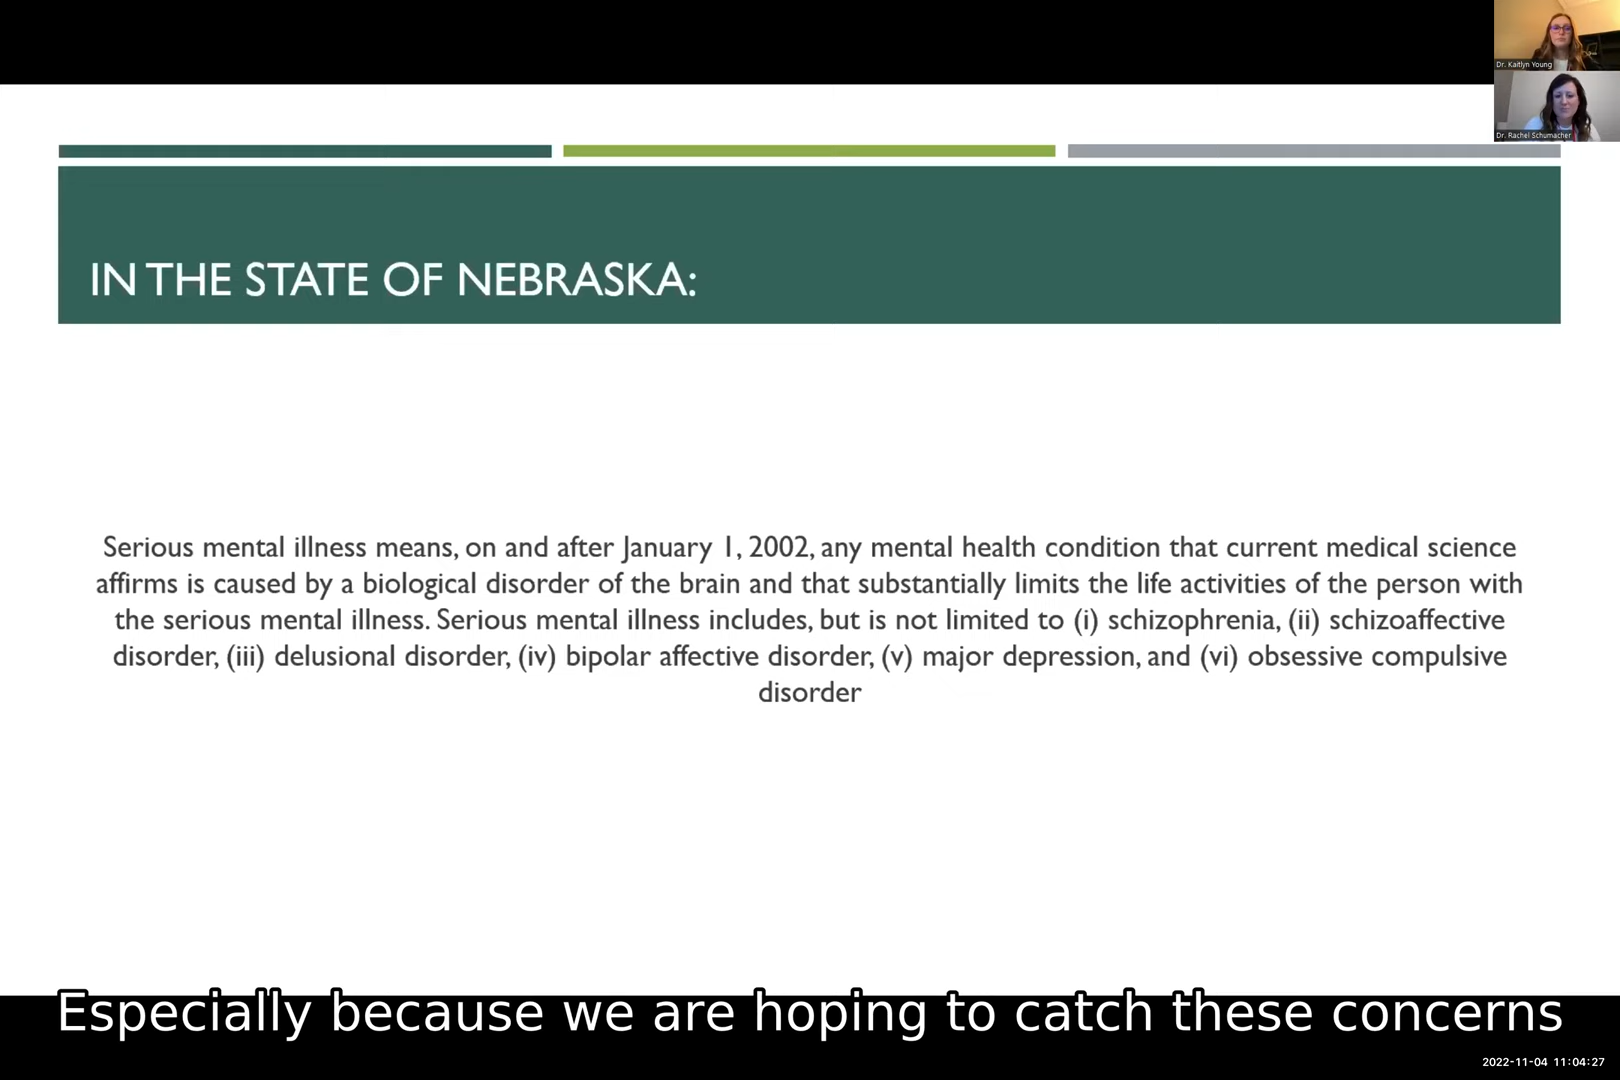 Dr. Kaitlyn Young
Dr. Rachel Schumacher
IN THE STATE OF NEBRASKA:
Serious mental illness means, on and after January 1, 2002, any mental health condition that current medical science
affirms is caused by a biological disorder of the brain and that substantially limits the life activities of the person with
the serious mental illness. Serious mental illness includes, but is not limited to (i) schizophrenia, (ii) schizoaffective
disorder, (iii) delusional disorder, (iv) bipolar affective disorder, (v) major depression, and (vi) obsessive compulsive
disorder
Especially because we are hoping to catch these concerns
2022-11-04 11:04:27